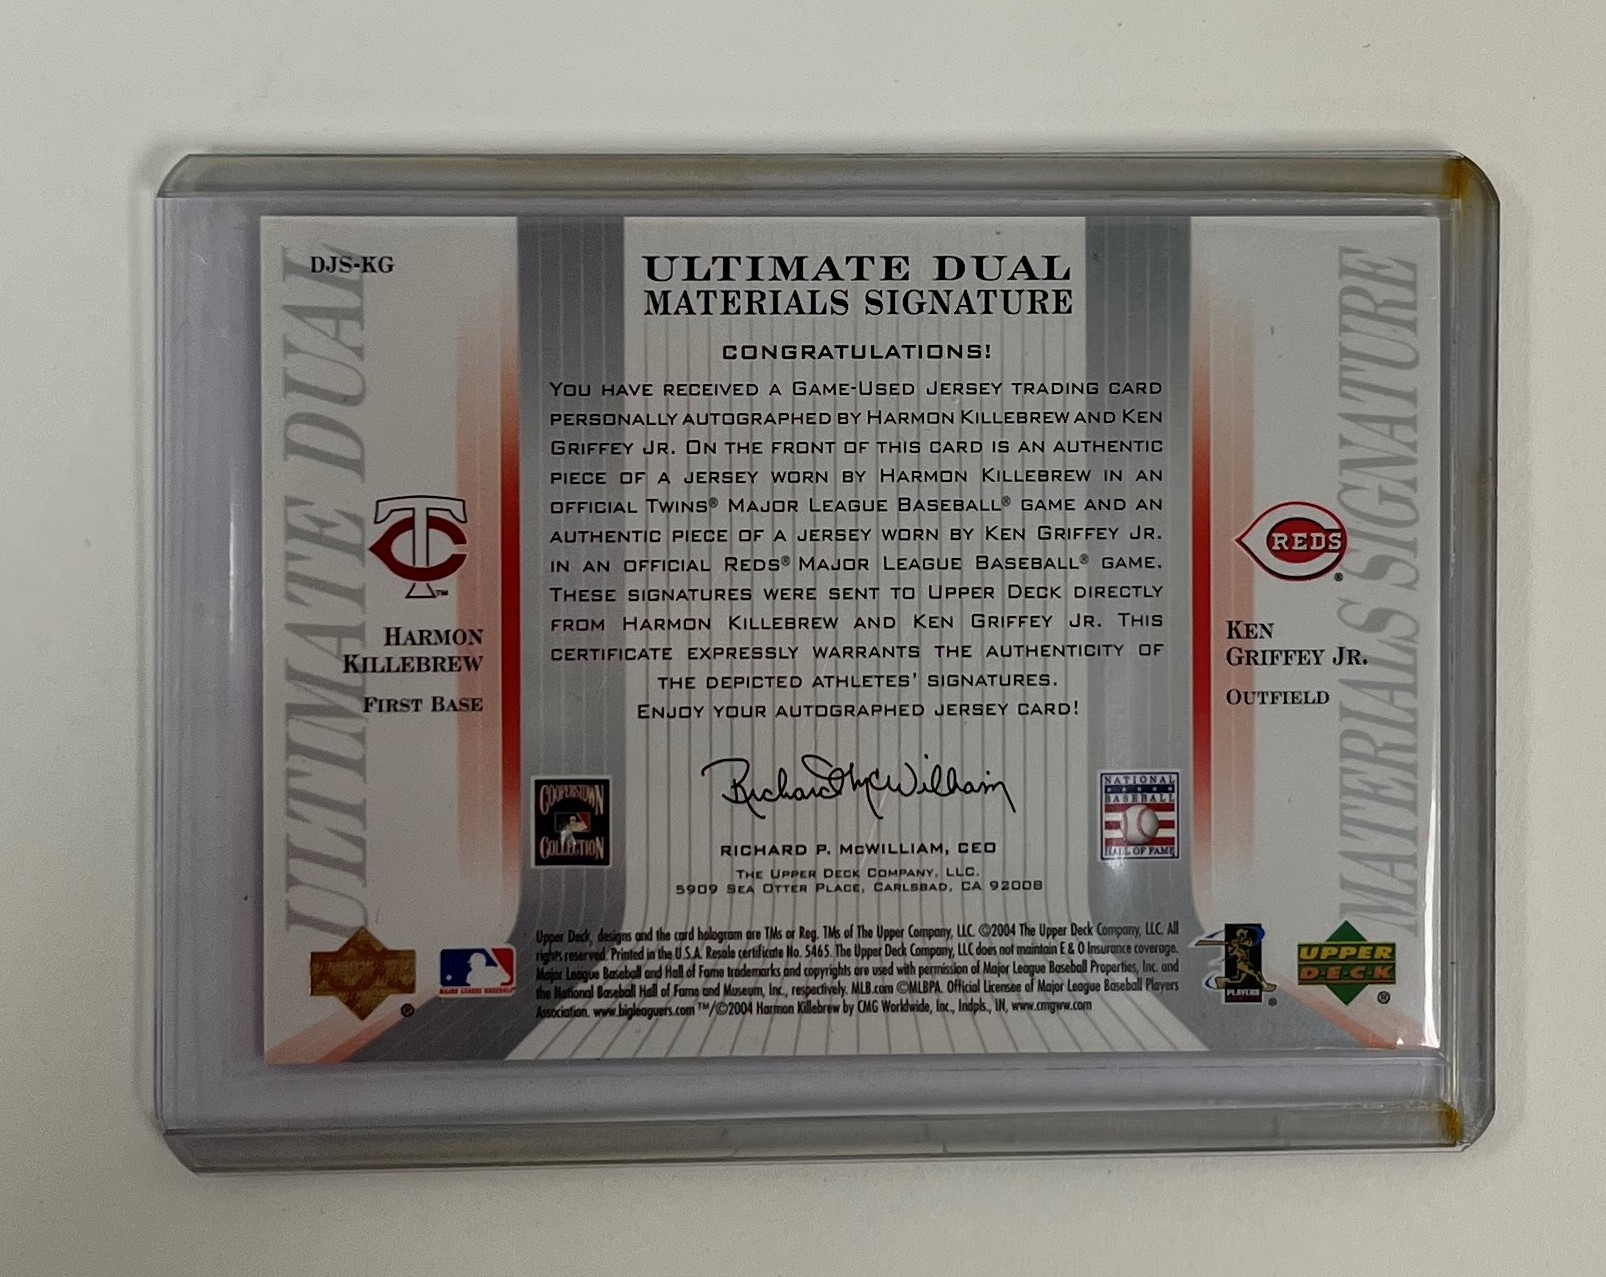 DJS-KG
ULTIMATE DUAL
MATERIALS SIGNATURE
CONGRATULATIONS!
YOU HAVE RECEIVED A GAME-USED JERSEY TRADING CARD
PERSONALLY AUTOGRAPHED BY HARMON KILLEBREW AND KEN
GRIFFEY JR. ON THE FRONT OF THIS CARD IS AN AUTHENTIC
PIECE OF A JERSEY WORN BY HARMON KILLEBREW IN AN
OFFICIAL TWINS® MAJOR LEAGUE BASEBALL® GAME AND AN
AUTHENTIC PIECE OF A JERSEY WORN BY KEN GRIFFEY JR.
IN AN OFFICIAL REDS® MAJOR LEAGUE BASEBALL® GAME.
THESE SIGNATURES WERE SENT TO UPPER DECK DIRECTLY
FROM HARMON KILLEBREW AND KEN GRIFFEY JR. THIS
CERTIFICATE EXPRESSLY WARRANTS THE AUTHENTICITY OF
THE DEPICTED ATHLETES' SIGNATURES.
ENJOY YOUR AUTOGRAPHED JERSEY CARD!
Richard McWilliam
RICHARD P. MCWILLIAM, CEO
THE UPPER DECK COMPANY, LLC.
5909 SEA OTTER PLACE, CARLSBAD, CA 92008
ULTIMATE DUAL
TC™
HARMON
KILLEBREW
FIRST BASE
REDS®
KEN
GRIFFEY JR.
OUTFIELD
MATERIALS SIGNATURE
COOPERSTOWN
COLLECTION
NATIONAL
BASEBALL
HALL OF FAME
Upper Deck, designs and the card hologram are TMs or Reg. TMs of The Upper Company, LLC. ©2004 The Upper Deck Company, LLC. All
rights reserved. Printed in the U.S.A. Resale certificate No. 5465. The Upper Deck Company, LLC does not maintain E & O Insurance coverage.
Major League Baseball and Hall of Fame trademarks and copyrights are used with permission of Major League Baseball Properties, Inc. and
the National Baseball Hall of Fame and Museum, Inc., respectively. MLB.com ©MLBPA. Official Licensee of Major League Baseball Players
Association. www.bigleaguers.com ™/©2004 Harmon Killebrew by CMG Worldwide, Inc., Indpls., IN, www.cmgww.com
®
MAJOR LEAGUE BASEBALL®
PLAYERS
®
UPPER
DECK
®